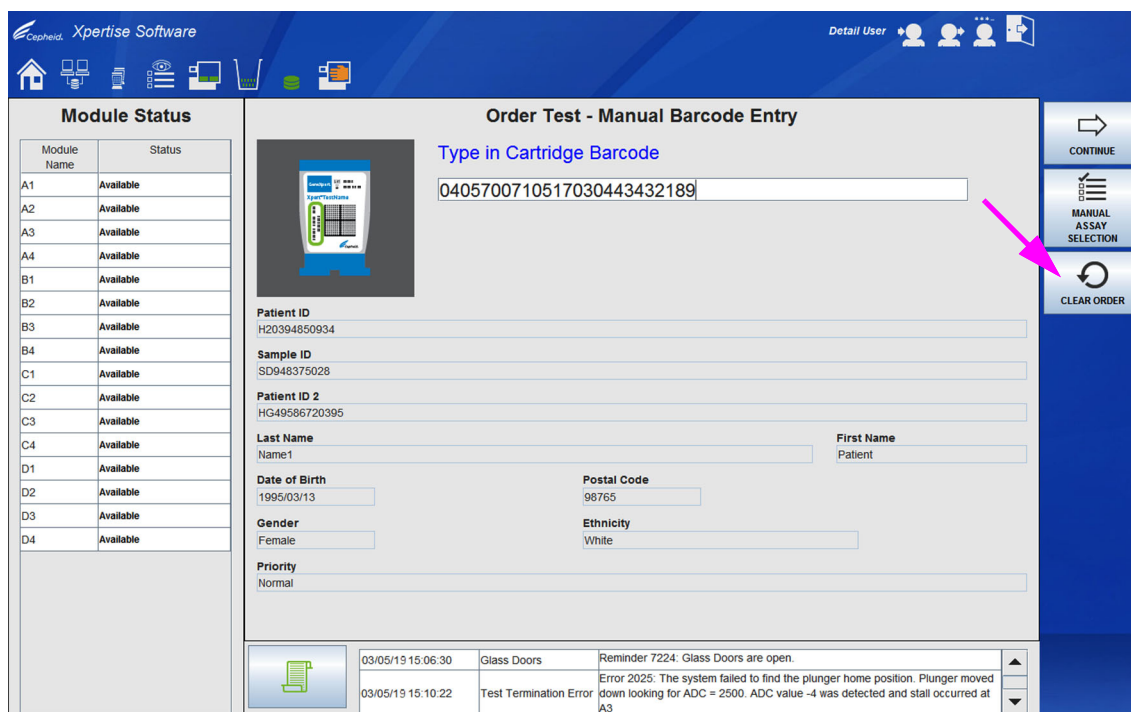 Cepheid. Xpertise Software
Detail User
Module Status
Module Name Status
A1 Available
A2 Available
A3 Available
A4 Available
B1 Available
B2 Available
B3 Available
B4 Available
C1 Available
C2 Available
C3 Available
C4 Available
D1 Available
D2 Available
D3 Available
D4 Available
Order Test - Manual Barcode Entry
Type in Cartridge Barcode
0405700710517030443432189
GeneXpert
Xpert®TestName
Cepheid
Patient ID
H20394850934
Sample ID
SD948375028
Patient ID 2
HG49586720395
Last Name First Name
Name1 Patient
Date of Birth Postal Code
1995/03/13 98765
Gender Ethnicity
Female White
Priority
Normal
03/05/19 15:06:30 Glass Doors Reminder 7224: Glass Doors are open.
03/05/19 15:10:22 Test Termination Error Error 2025: The system failed to find the plunger home position. Plunger moved
down looking for ADC = 2500. ADC value -4 was detected and stall occurred at
A3
CONTINUE
MANUAL
ASSAY
SELECTION
CLEAR ORDER